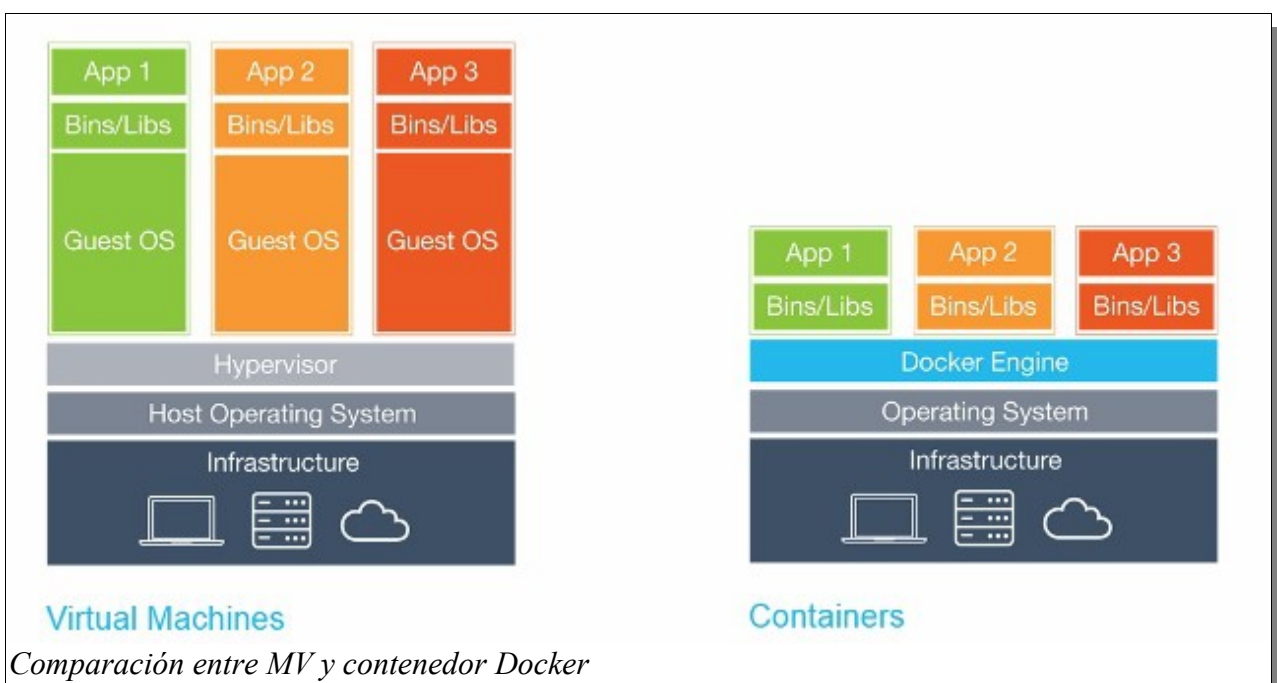 App 1 App 2 App 3
Bins/Libs Bins/Libs Bins/Libs
Guest OS Guest OS Guest OS
Hypervisor
Host Operating System
Infrastructure
Virtual Machines
App 1 App 2 App 3
Bins/Libs Bins/Libs Bins/Libs
Docker Engine
Operating System
Infrastructure
Containers
Comparación entre MV y contenedor Docker